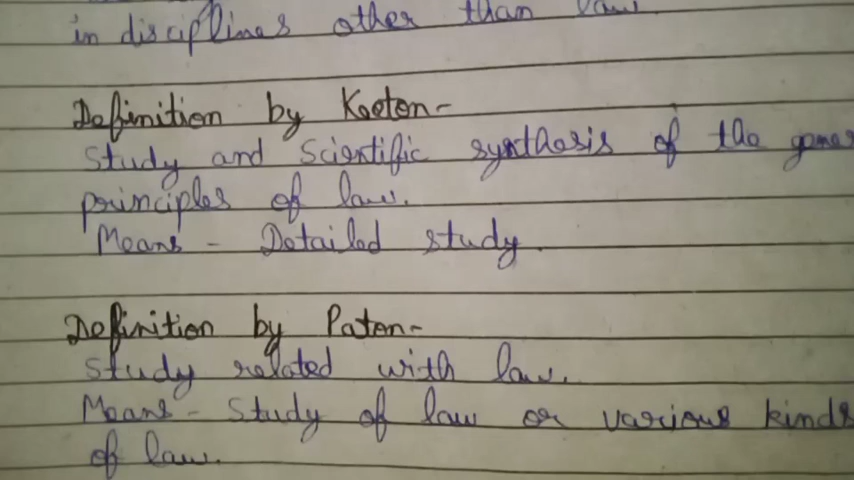 in disciplines other than law
Definition by Keeton-
Study and Scientific synthesis of the
principles of law.
Means - Detailed study.
Definition by Paton-
Study related with law.
Means - Study of law or various kinds
of law.